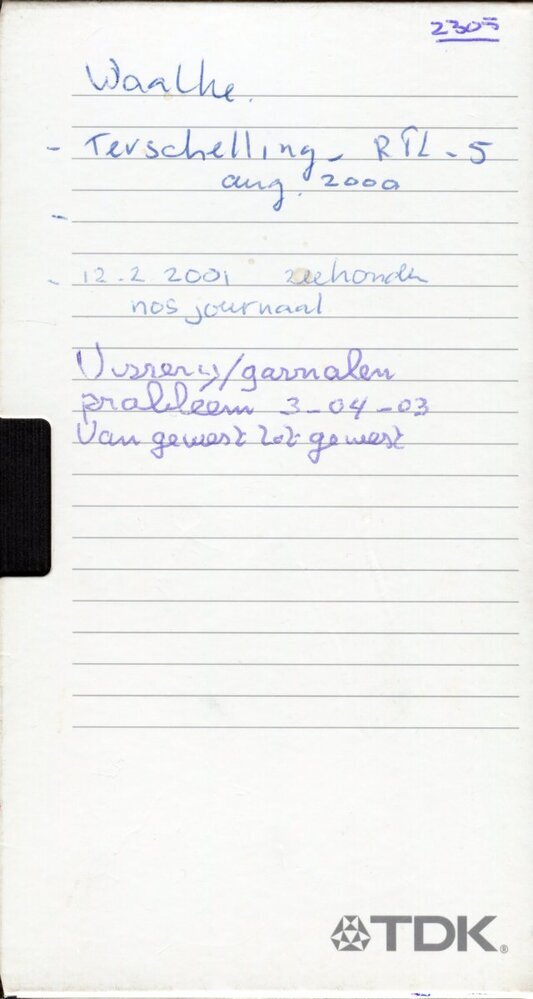 2305
Waalke.
- Terschelling - RTL - 5
aug. 2000
-
- 12.2.2001 zeehonden
nos journaal
Visserij/garnalen
probleem 3-04-03
Van gewest tot gewest
TDK®